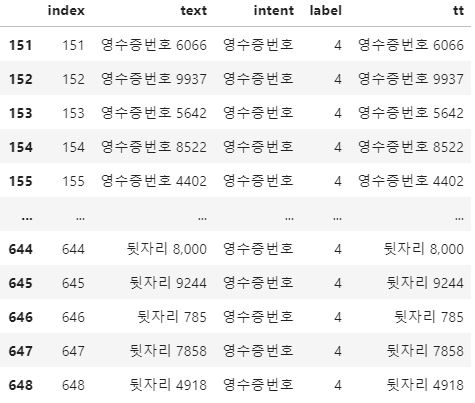 index text intent label tt
151 151 영수증번호 6066 영수증번호 4 영수증번호 6066
152 152 영수증번호 9937 영수증번호 4 영수증번호 9937
153 153 영수증번호 5642 영수증번호 4 영수증번호 5642
154 154 영수증번호 8522 영수증번호 4 영수증번호 8522
155 155 영수증번호 4402 영수증번호 4 영수증번호 4402
... ... ... ... ... ...
644 644 뒷자리 8,000 영수증번호 4 뒷자리 8,000
645 645 뒷자리 9244 영수증번호 4 뒷자리 9244
646 646 뒷자리 785 영수증번호 4 뒷자리 785
647 647 뒷자리 7858 영수증번호 4 뒷자리 7858
648 648 뒷자리 4918 영수증번호 4 뒷자리 4918